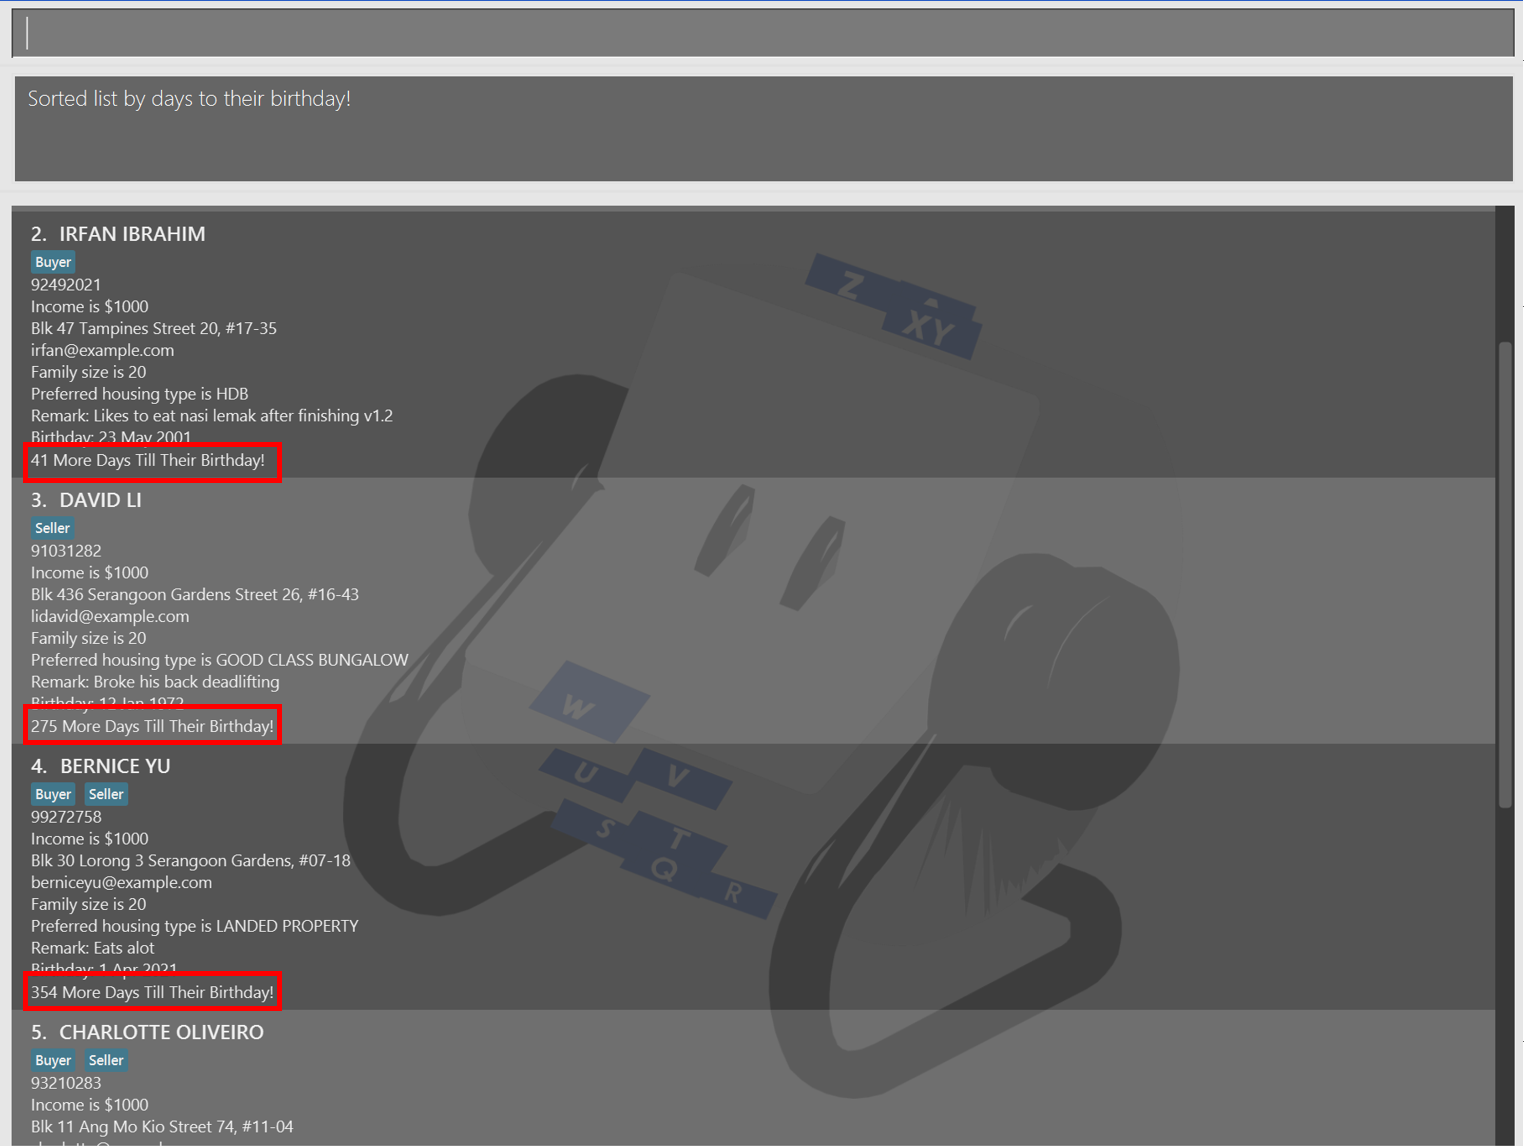 Sorted list by days to their birthday!
2. IRFAN IBRAHIM
Buyer
92492021
Income is $1000
Blk 47 Tampines Street 20, #17-35
irfan@example.com
Family size is 20
Preferred housing type is HDB
Remark: Likes to eat nasi lemak after finishing v1.2
Birthday: 23 May 2001
41 More Days Till Their Birthday!
3. DAVID LI
Seller
91031282
Income is $1000
Blk 436 Serangoon Gardens Street 26, #16-43
lidavid@example.com
Family size is 20
Preferred housing type is GOOD CLASS BUNGALOW
Remark: Broke his back deadlifting
Birthday: 12 Jan 1972
275 More Days Till Their Birthday!
4. BERNICE YU
Buyer Seller
99272758
Income is $1000
Blk 30 Lorong 3 Serangoon Gardens, #07-18
berniceyu@example.com
Family size is 20
Preferred housing type is LANDED PROPERTY
Remark: Eats alot
Birthday: 1 Apr 2021
354 More Days Till Their Birthday!
5. CHARLOTTE OLIVEIRO
Buyer Seller
93210283
Income is $1000
Blk 11 Ang Mo Kio Street 74, #11-04
Z
XY
W
U V
S T
Q R